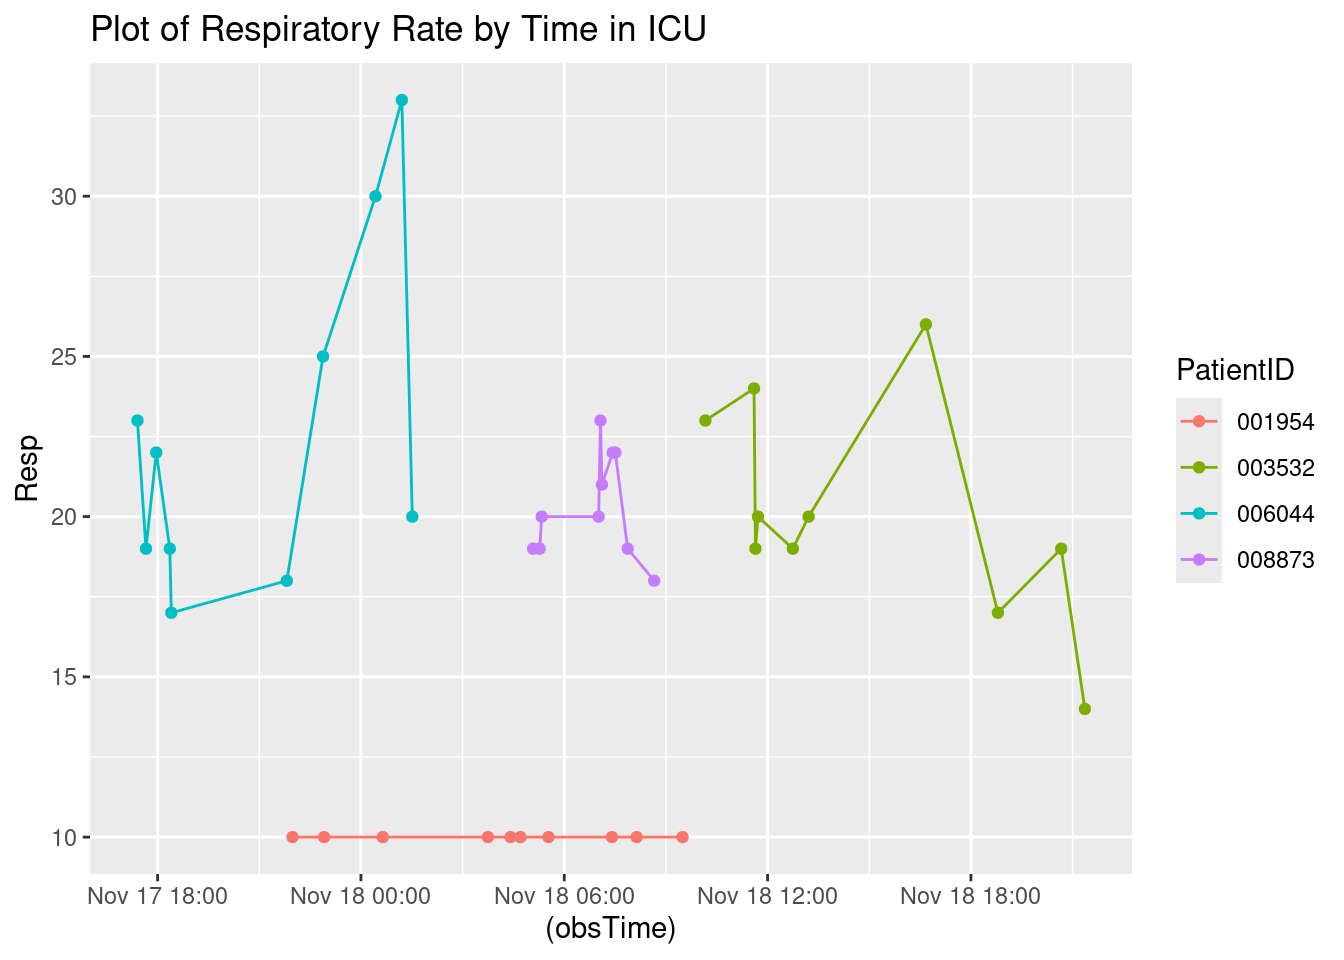 Plot of Respiratory Rate by Time in ICU
Resp
30
25
20
15
10
Nov 17 18:00
Nov 18 00:00
Nov 18 06:00
Nov 18 12:00
Nov 18 18:00
(obsTime)
PatientID
001954
003532
006044
008873